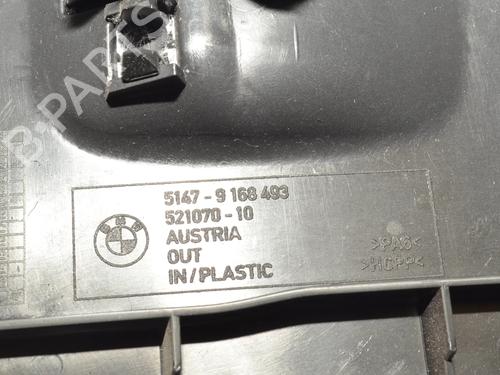 B-PARTS
5147-9 168 493
521070-10
AUSTRIA
OUT
IN/PLASTIC
BMW
>PA6<
>HCPP<